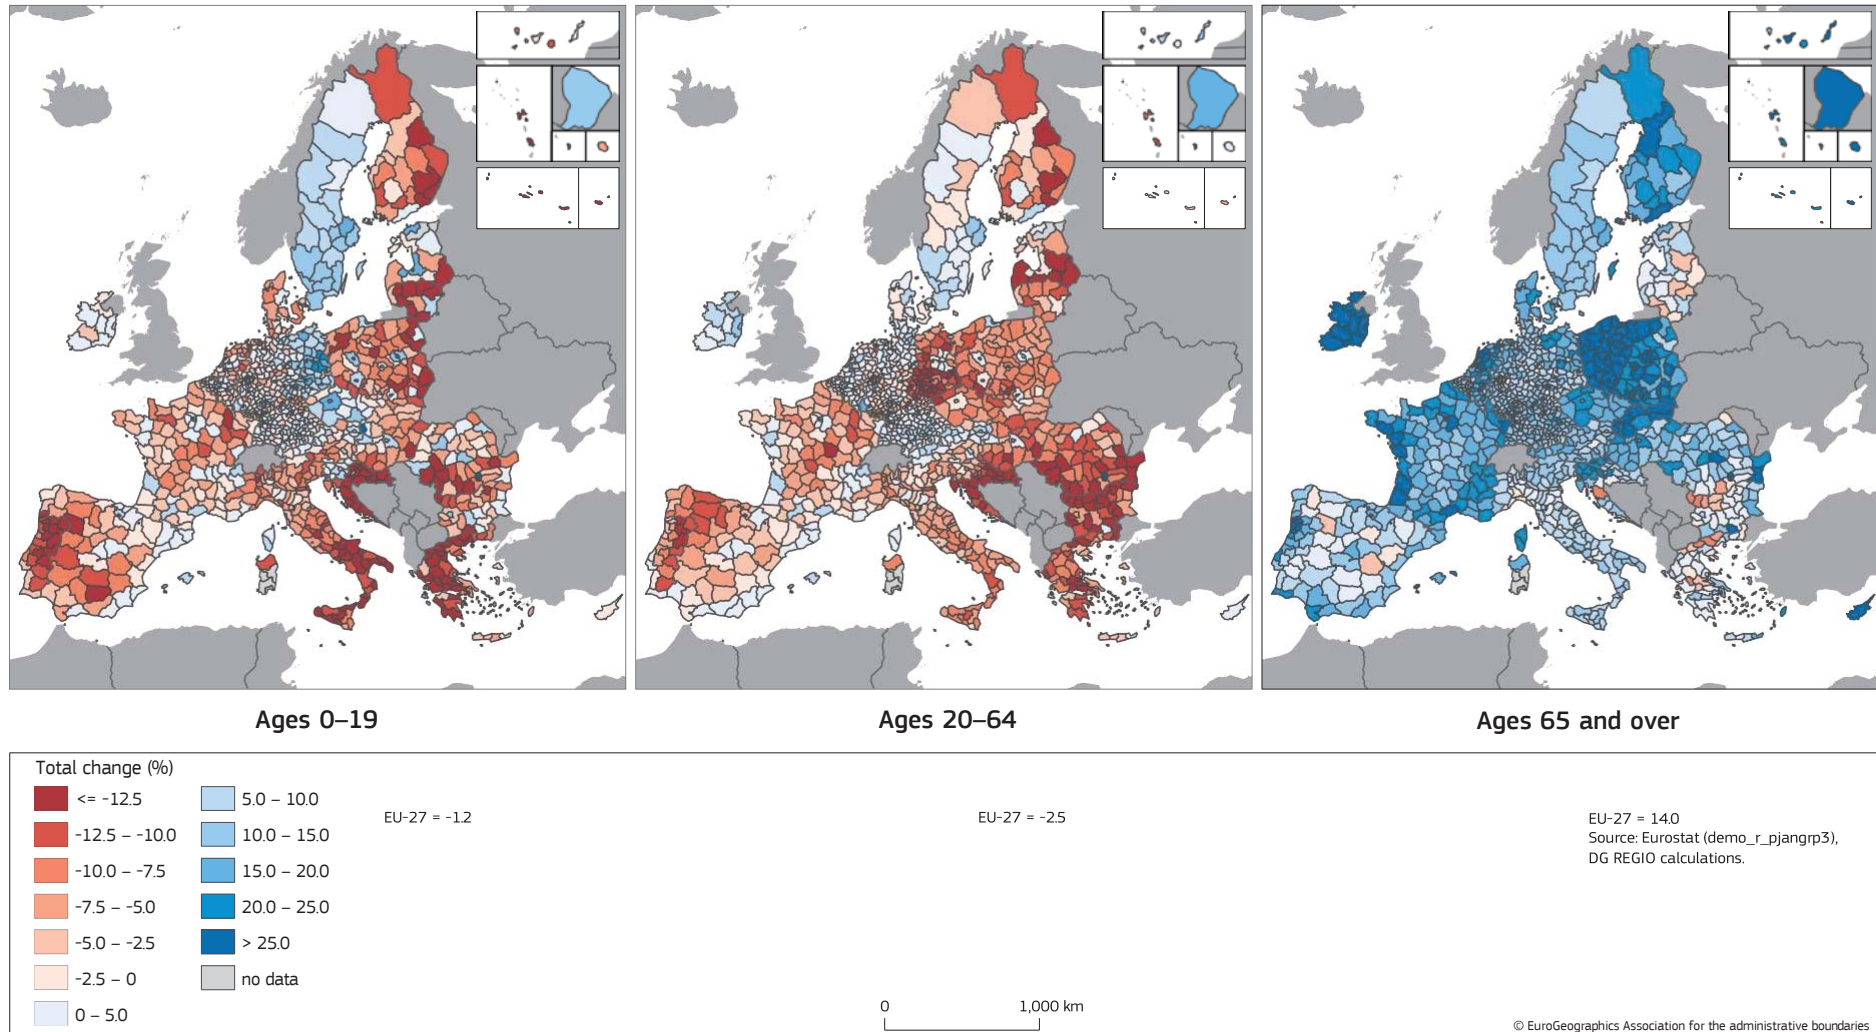 Ages 0–19
Ages 20–64
Ages 65 and over
Total change (%)
<= -12.5
-12.5 – -10.0
-10.0 – -7.5
-7.5 – -5.0
-5.0 – -2.5
-2.5 – 0
0 – 5.0
5.0 – 10.0
10.0 – 15.0
15.0 – 20.0
20.0 – 25.0
> 25.0
no data
EU-27 = -1.2
EU-27 = -2.5
EU-27 = 14.0
Source: Eurostat (demo_r_pjangrp3),
DG REGIO calculations.
0 1,000 km
© EuroGeographics Association for the administrative boundaries